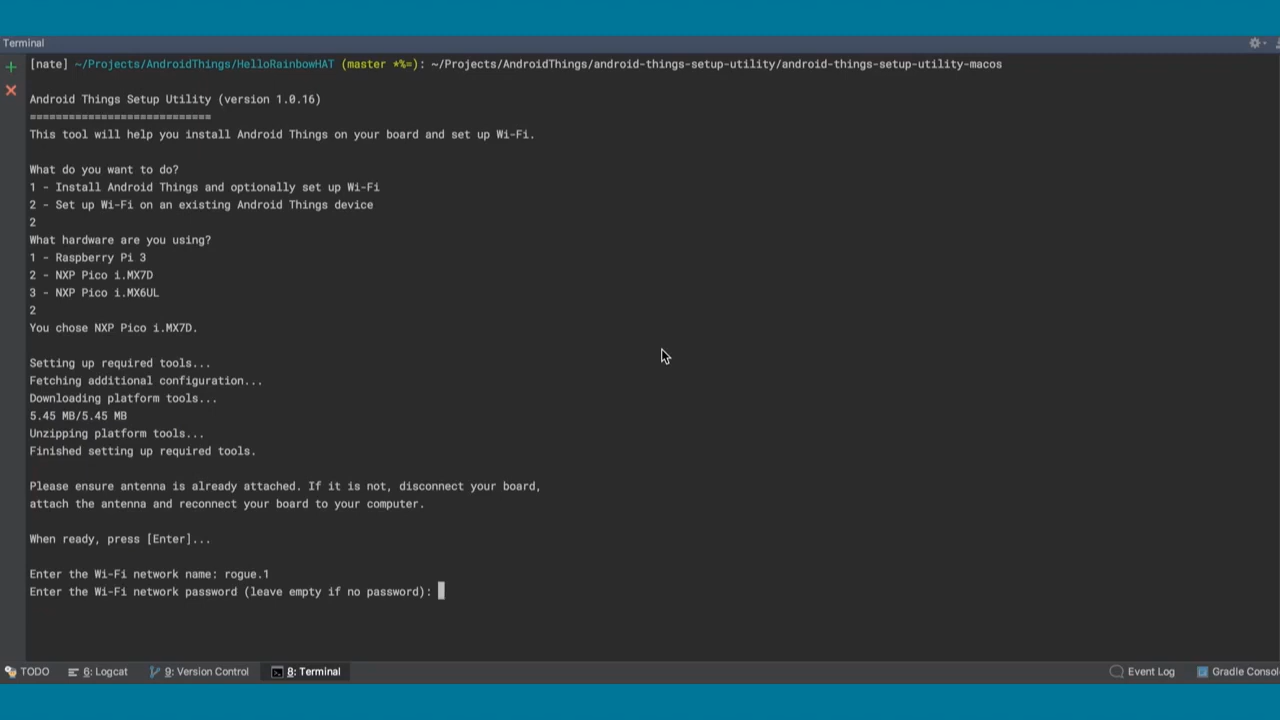 Terminal
[nate] ~/Projects/AndroidThings/HelloRainbowHAT (master *%=): ~/Projects/AndroidThings/android-things-setup-utility/android-things-setup-utility-macos
Android Things Setup Utility (version 1.0.16)
============================
This tool will help you install Android Things on your board and set up Wi-Fi.
What do you want to do?
1 - Install Android Things and optionally set up Wi-Fi
2 - Set up Wi-Fi on an existing Android Things device
2
What hardware are you using?
1 - Raspberry Pi 3
2 - NXP Pico i.MX7D
3 - NXP Pico i.MX6UL
2
You chose NXP Pico i.MX7D.
Setting up required tools...
Fetching additional configuration...
Downloading platform tools...
5.45 MB/5.45 MB
Unzipping platform tools...
Finished setting up required tools.
Please ensure antenna is already attached. If it is not, disconnect your board,
attach the antenna and reconnect your board to your computer.
When ready, press [Enter]...
Enter the Wi-Fi network name: rogue.1
Enter the Wi-Fi network password (leave empty if no password):
TODO 6: Logcat 9: Version Control 8: Terminal Event Log Gradle Consol